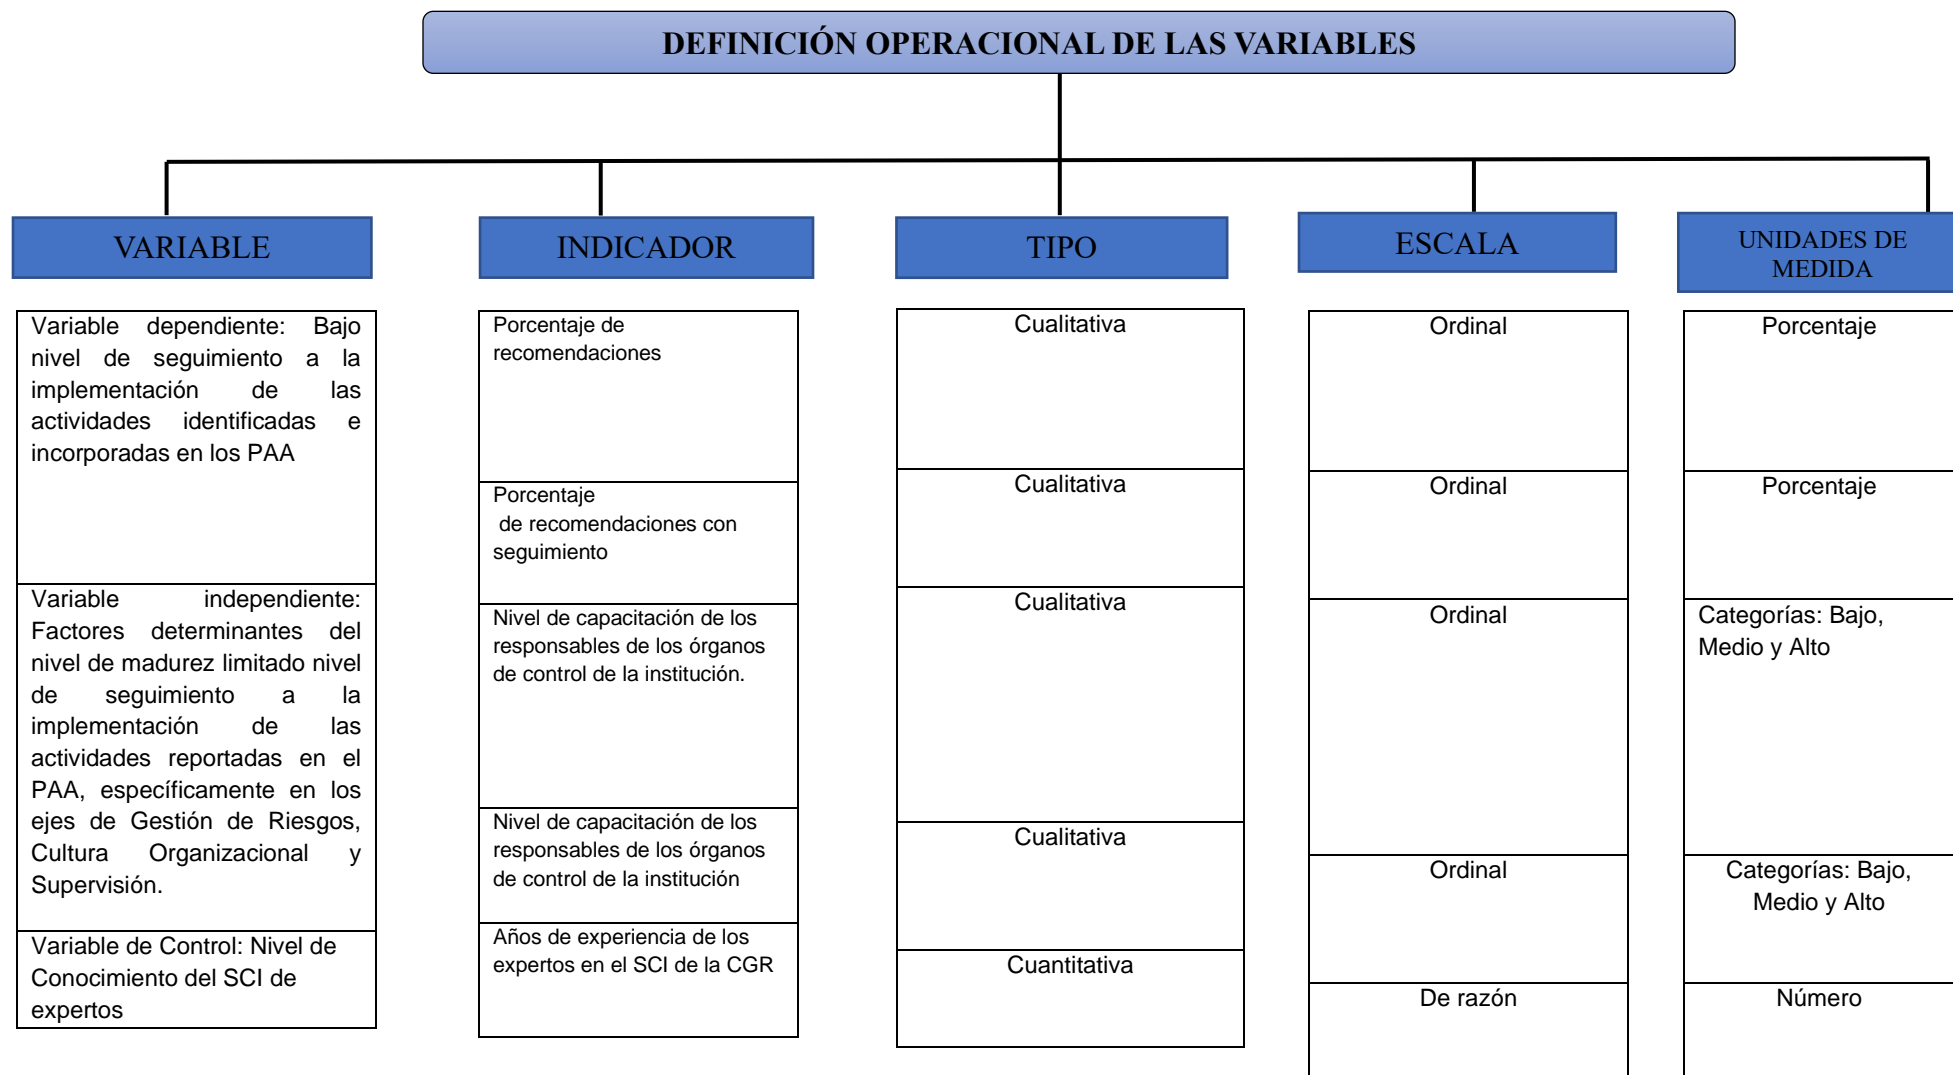 DEFINICIÓN OPERACIONAL DE LAS VARIABLES
VARIABLE
INDICADOR
TIPO
ESCALA
UNIDADES DE
MEDIDA
Variable dependiente: Bajo
nivel de seguimiento a la
implementación de las
actividades identificadas e
incorporadas en los PAA
Variable independiente:
Factores determinantes del
nivel de madurez limitado nivel
de seguimiento a la
implementación de las
actividades reportadas en el
PAA, específicamente en los
ejes de Gestión de Riesgos,
Cultura Organizacional y
Supervisión.
Variable de Control: Nivel de
Conocimiento del SCI de
expertos
Porcentaje de
recomendaciones
Porcentaje
de recomendaciones con
seguimiento
Nivel de capacitación de los
responsables de los órganos
de control de la institución.
Nivel de capacitación de los
responsables de los órganos
de control de la institución
Años de experiencia de los
expertos en el SCI de la CGR
Cualitativa
Cualitativa
Cualitativa
Cualitativa
Cuantitativa
Ordinal
Ordinal
Ordinal
Ordinal
De razón
Porcentaje
Porcentaje
Categorías: Bajo,
Medio y Alto
Categorías: Bajo,
Medio y Alto
Número